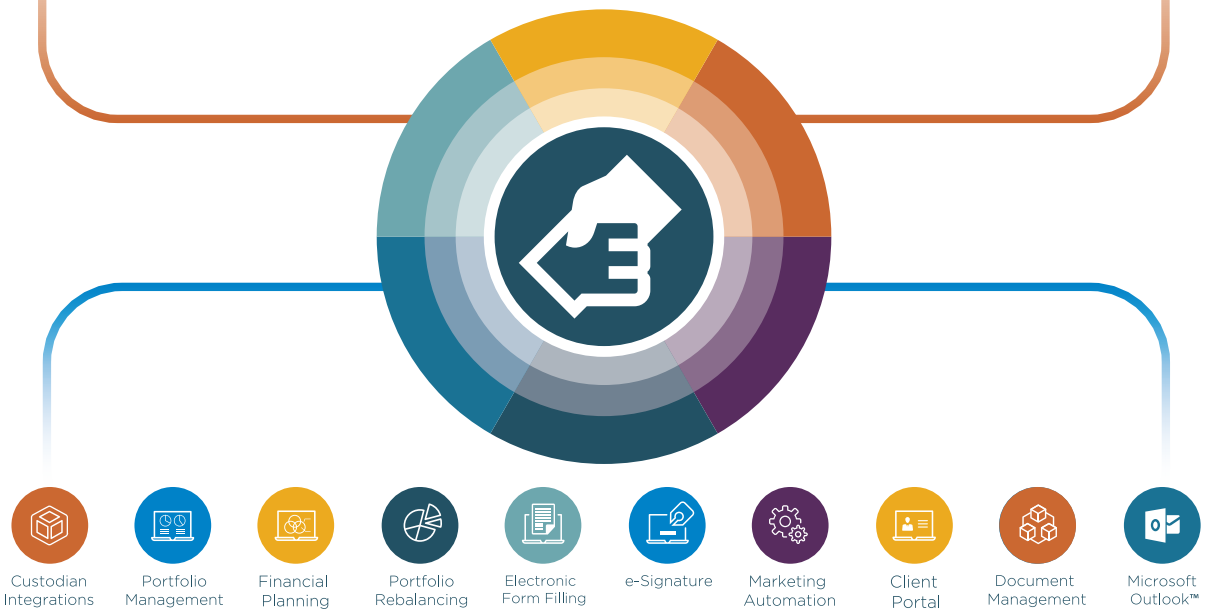 Custodian
Integrations
Portfolio
Management
Financial
Planning
Portfolio
Rebalancing
Electronic
Form Filling
e-Signature
Marketing
Automation
Client
Portal
Document
Management
Microsoft
Outlook™